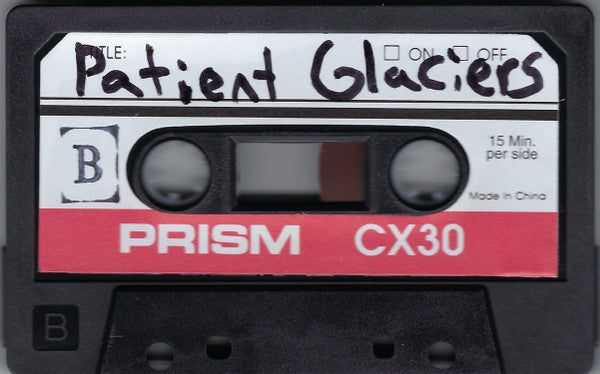 TITLE: ☐ ON ☐ OFF
Patient Glaciers
B
15 Min.
per side
Made in China
PRISM CX30
B